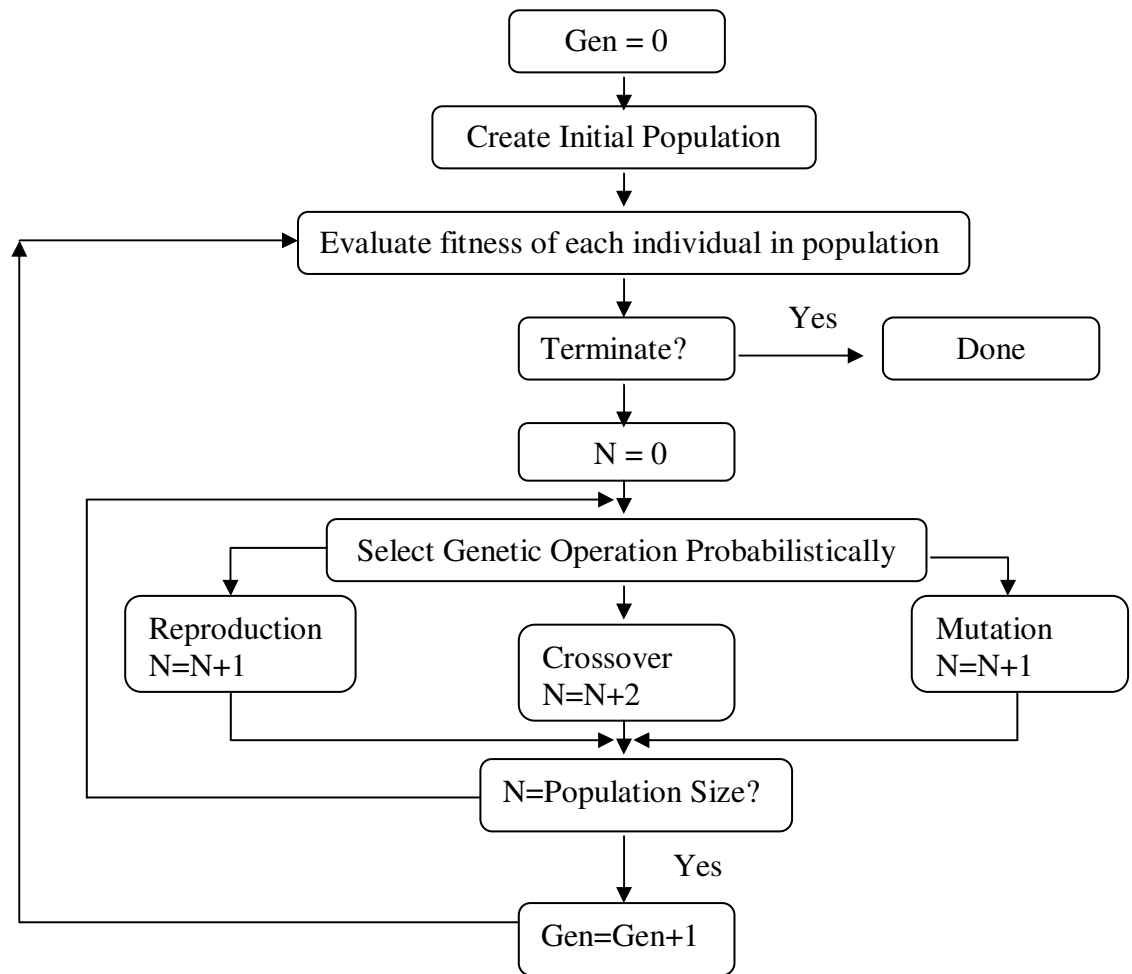 Gen = 0
Create Initial Population
Evaluate fitness of each individual in population
Yes
Terminate?
Done
N = 0
Select Genetic Operation Probabilistically
Reproduction
N=N+1
Crossover
N=N+2
Mutation
N=N+1
N=Population Size?
Yes
Gen=Gen+1